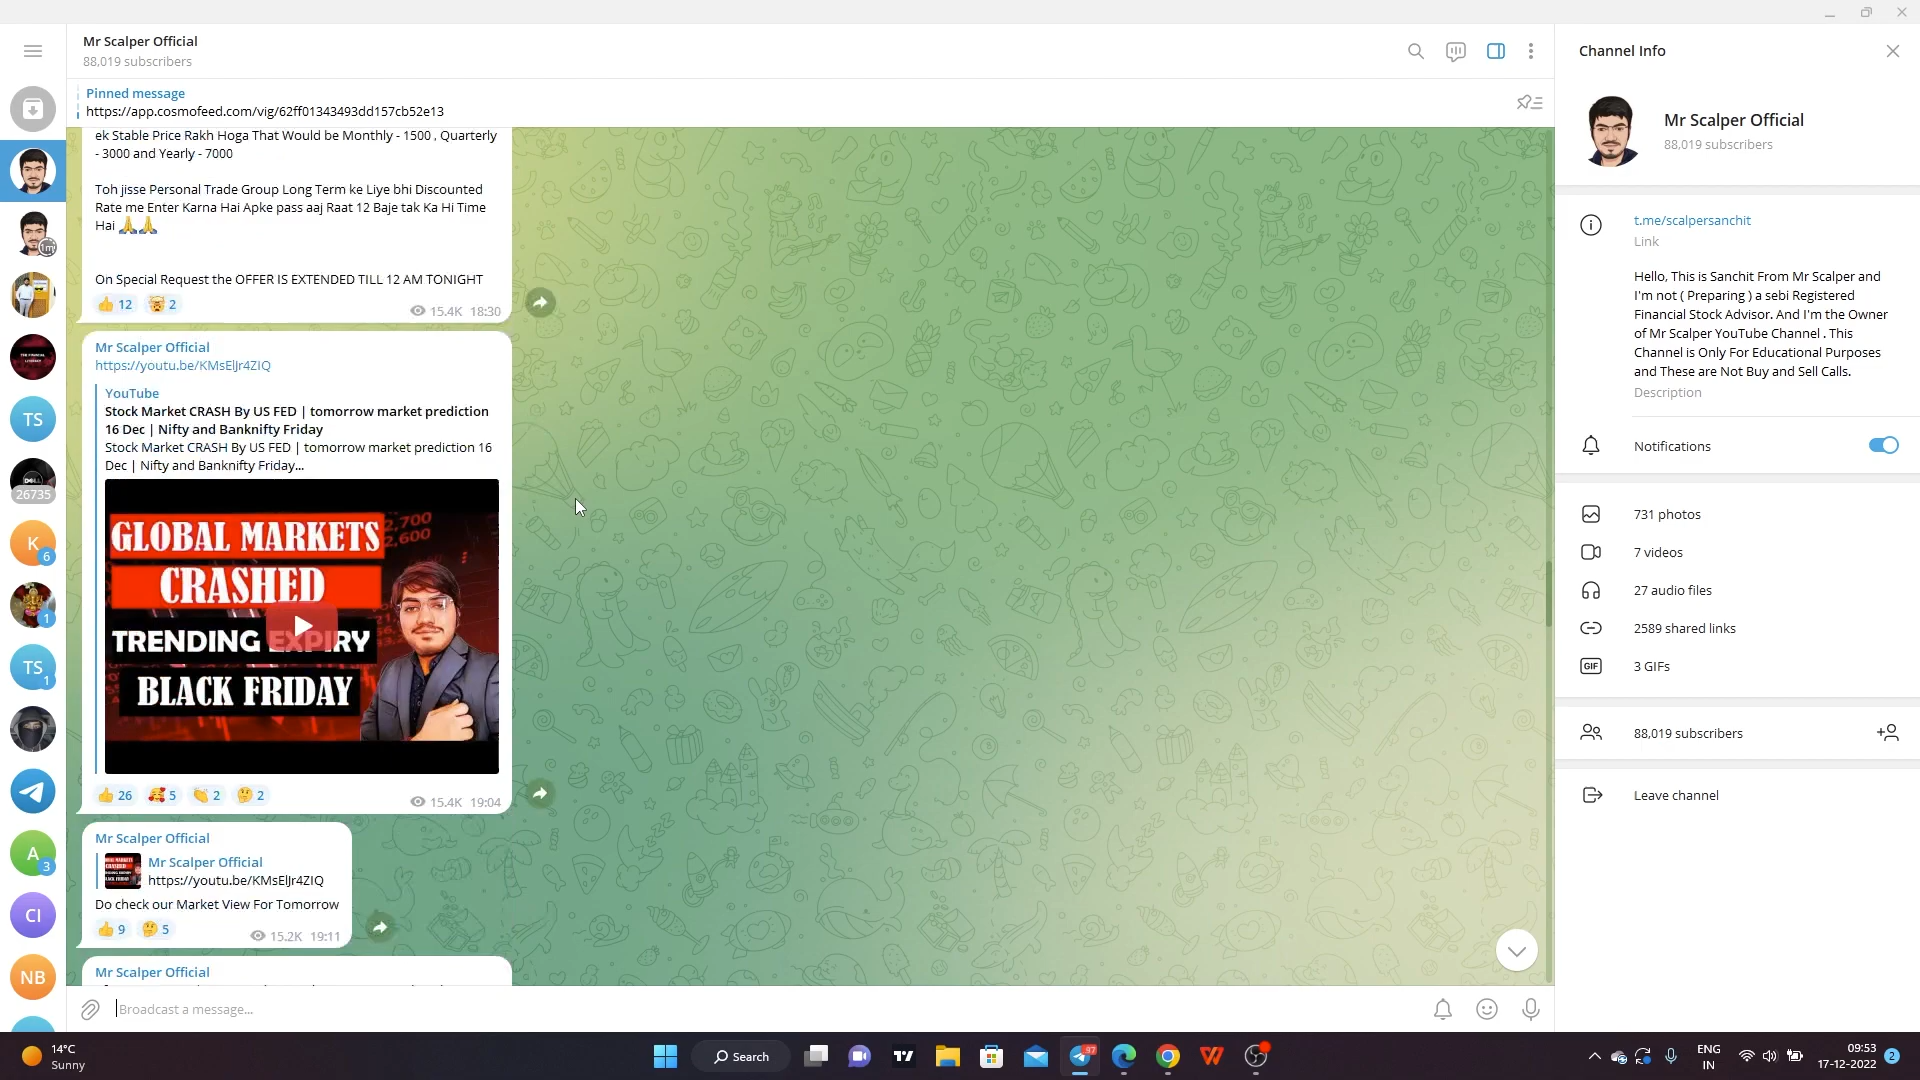 Mr Scalper Official
88,019 subscribers
Pinned message
https://app.cosmofeed.com/vig/62ff01343493dd157cb52e13
ek Stable Price Rakh Hoga That Would be Monthly - 1500 , Quarterly
- 3000 and Yearly - 7000
Toh jisse Personal Trade Group Long Term ke Liye bhi Discounted
Rate me Enter Karna Hai Apke pass aaj Raat 12 Baje tak Ka Hi Time
Hai 🙏🙏
On Special Request the OFFER IS EXTENDED TILL 12 AM TONIGHT
👍 12 🤯 2
15.4K 18:30
Mr Scalper Official
https://youtu.be/KMsElJr4ZIQ
YouTube
Stock Market CRASH By US FED | tomorrow market prediction
16 Dec | Nifty and Banknifty Friday
Stock Market CRASH By US FED | tomorrow market prediction 16
Dec | Nifty and Banknifty Friday...
GLOBAL MARKETS
CRASHED
TRENDING EXPIRY
BLACK FRIDAY
👍 26 🥰 5 👏 2 🤔 2
15.4K 19:04
Mr Scalper Official
Mr Scalper Official
https://youtu.be/KMsElJr4ZIQ
Do check our Market View For Tomorrow
👍 9 🤔 5
15.2K 19:11
Mr Scalper Official
Broadcast a message...
TS
26735
K
6
1
TS
1
A
3
CI
NB
1m
Channel Info
Mr Scalper Official
88,019 subscribers
t.me/scalpersanchit
Link
Hello, This is Sanchit From Mr Scalper and
I'm not ( Preparing ) a sebi Registered
Financial Stock Advisor. And I'm the Owner
of Mr Scalper YouTube Channel . This
Channel is Only For Educational Purposes
and These are Not Buy and Sell Calls.
Description
Notifications
731 photos
7 videos
27 audio files
2589 shared links
GIF
3 GIFs
88,019 subscribers
Leave channel
14°C
Sunny
Search
97
ENG
IN
09:53
17-12-2022
2